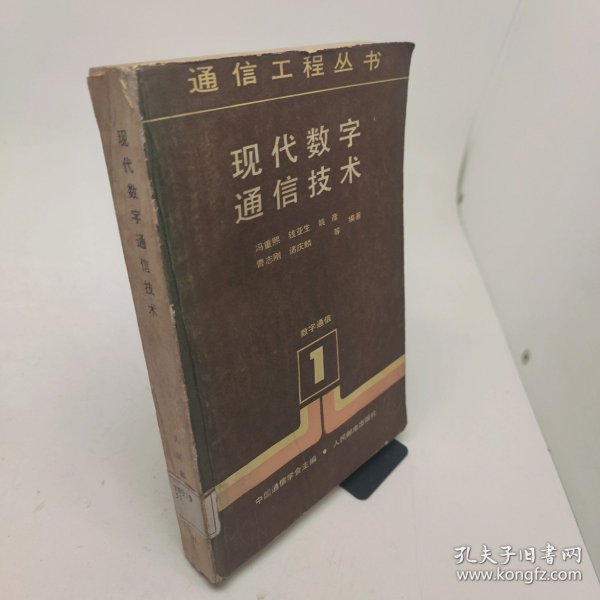 通信工程丛书
现代数字
通信技术
冯重熙 钱亚生 姚彦
曹志刚 诸庆麟 等 编著
数字通信
1
中国通信学会主编 · 人民邮电出版社
现代数字通信技术
孔夫子旧书网
www.kongfz.com